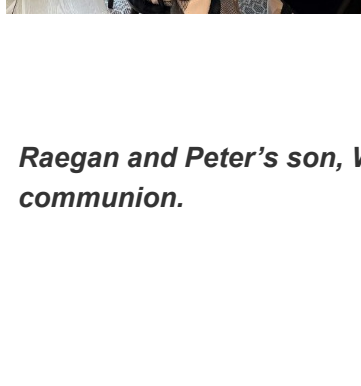 Raegan and Peter’s son,
communion.